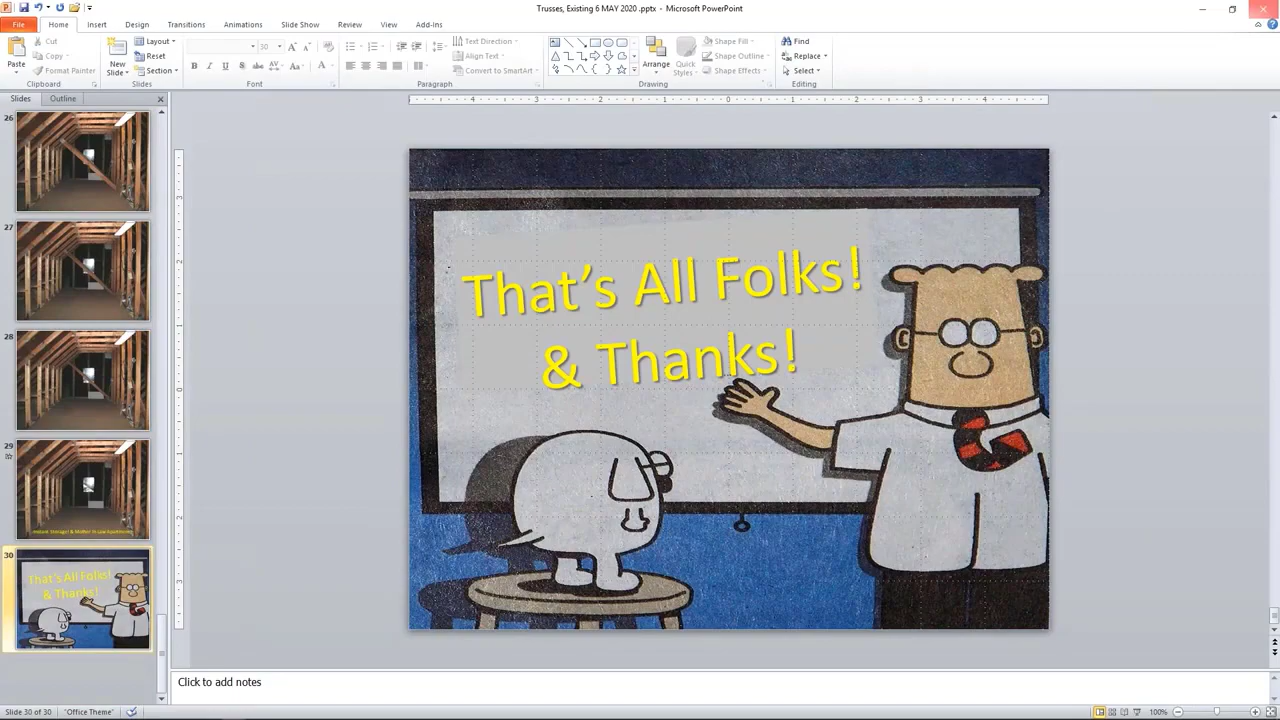 Trusses, Existing 6 MAY 2020 .pptx - Microsoft PowerPoint
File Home Insert Design Transitions Animations Slide Show Review View Add-Ins
Paste
Cut
Copy
Format Painter
Clipboard
New
Slide
Layout
Reset
Section
Slides
30
B I U S abc AV Aa A
Font
Text Direction
Align Text
Convert to SmartArt
Paragraph
Arrange
Quick
Styles
Shape Fill
Shape Outline
Shape Effects
Drawing
Find
Replace
Select
Editing
Slides Outline
26
27
28
29
30
That's All Folks!
& Thanks!
That's All Folks!
& Thanks!
Click to add notes
Slide 30 of 30 "Office Theme" 100%